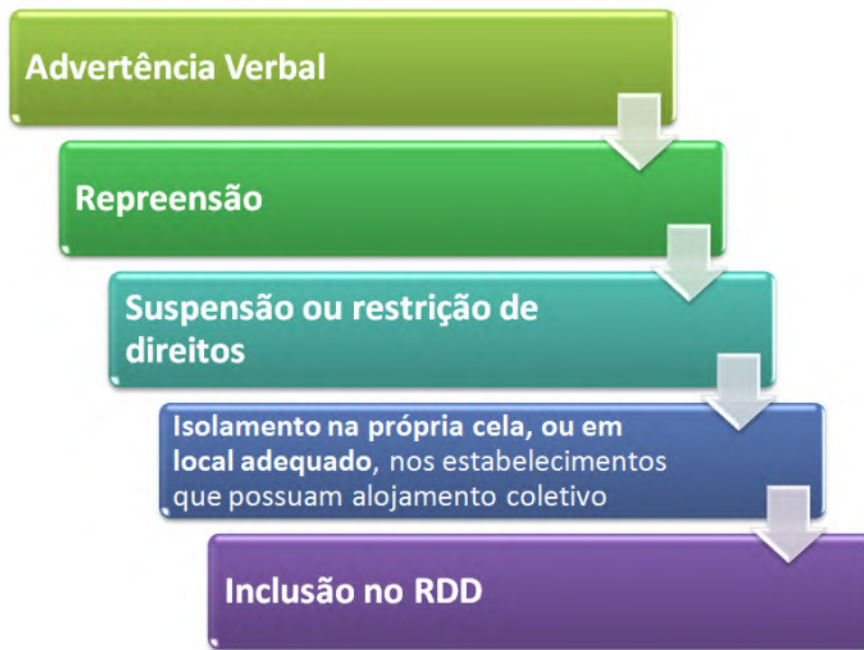 Advertência Verbal
Repreensão
Suspensão ou restrição de
direitos
Isolamento na própria cela, ou em
local adequado, nos estabelecimentos
que possuam alojamento coletivo
Inclusão no RDD